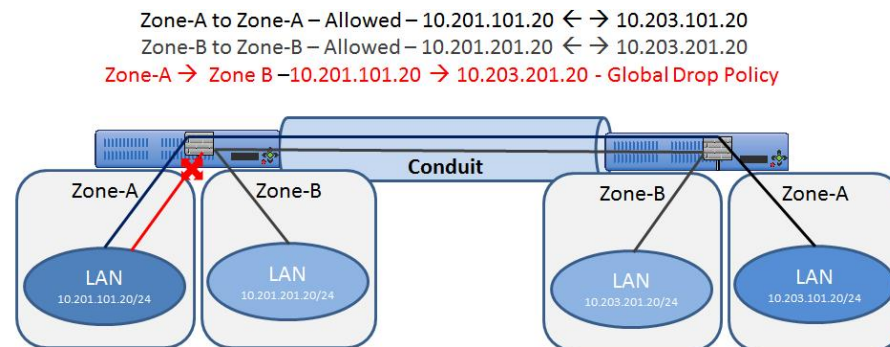 Zone-A to Zone-A – Allowed – 10.201.101.20 ← → 10.203.101.20
Zone-B to Zone-B – Allowed – 10.201.201.20 ← → 10.203.201.20
Zone-A → Zone B –10.201.101.20 → 10.203.201.20 - Global Drop Policy
Conduit
Zone-A
Zone-B
Zone-B
Zone-A
LAN
10.201.101.20/24
LAN
10.201.201.20/24
LAN
10.203.201.20/24
LAN
10.203.101.20/24